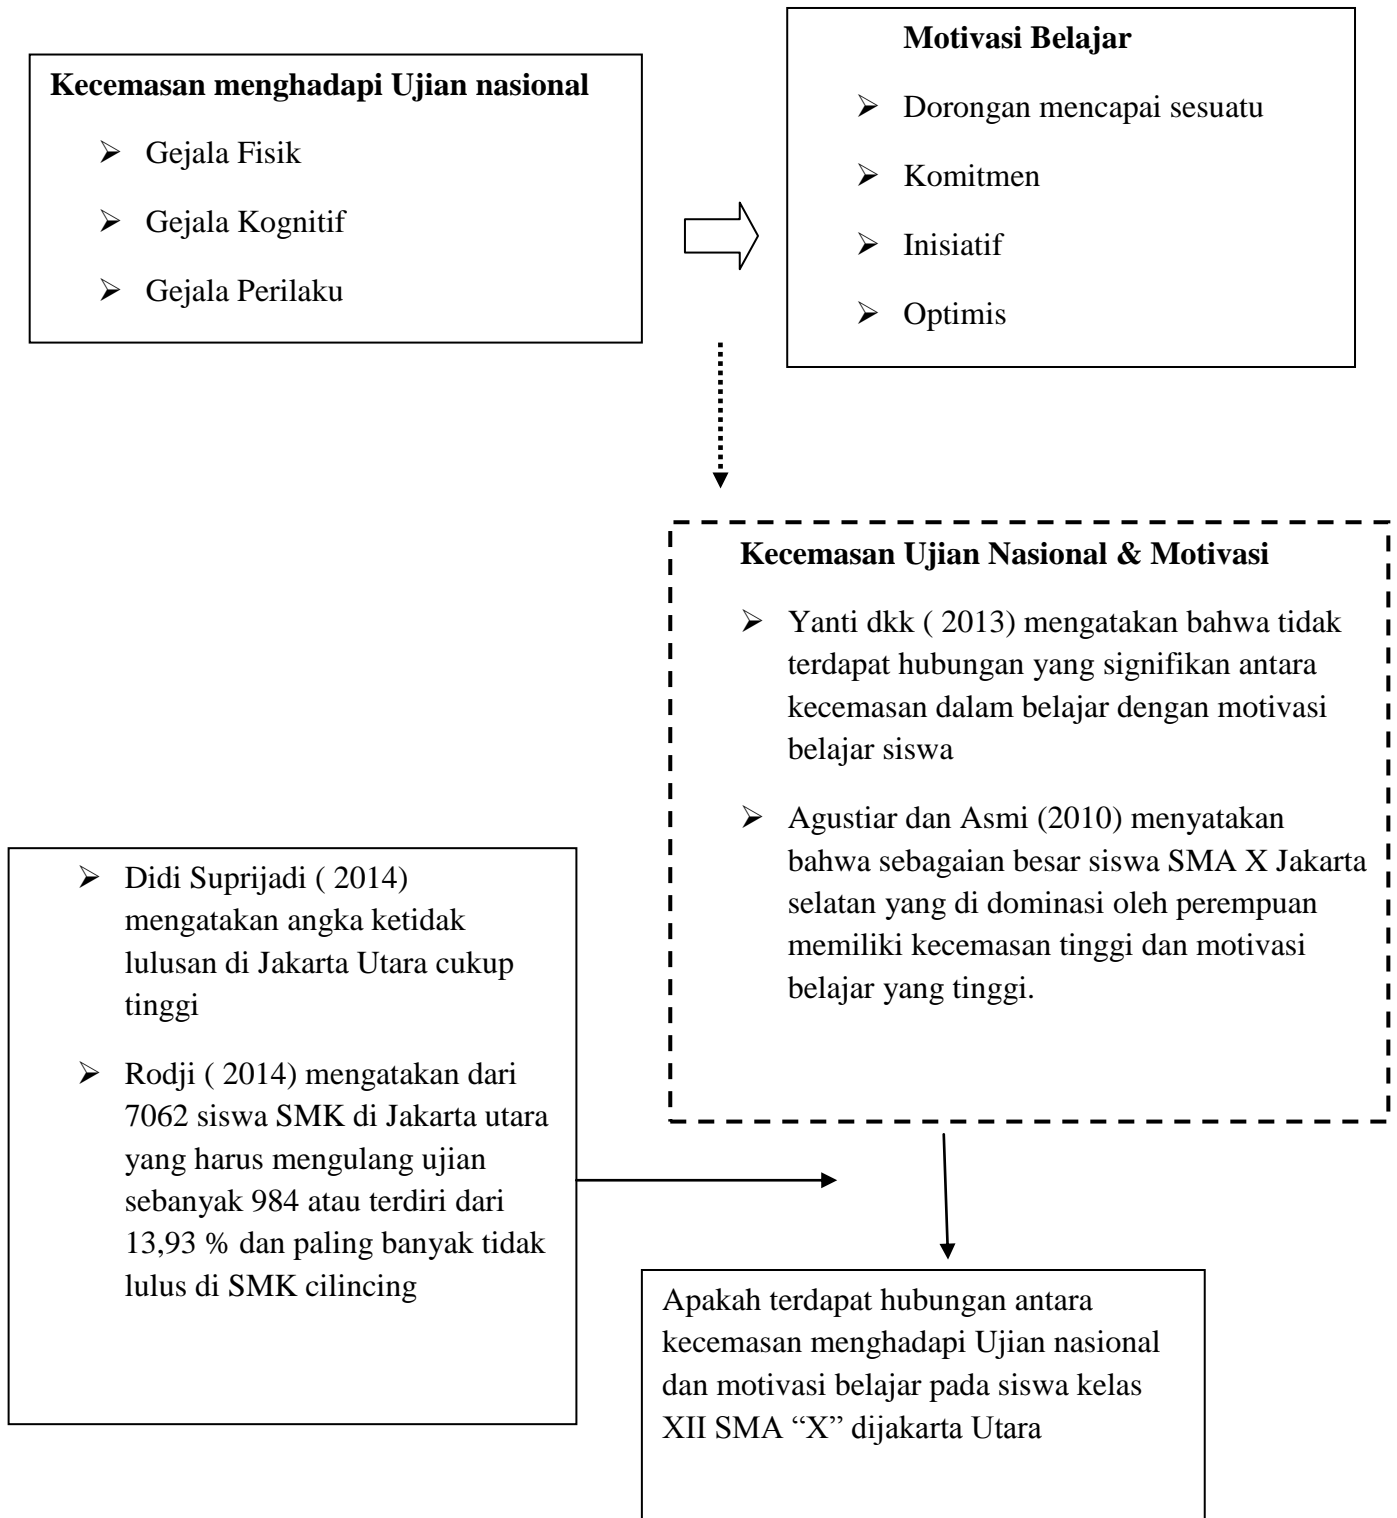 Kecemasan menghadapi Ujian nasional
➢ Gejala Fisik
➢ Gejala Kognitif
➢ Gejala Perilaku
Motivasi Belajar
➢ Dorongan mencapai sesuatu
➢ Komitmen
➢ Inisiatif
➢ Optimis
Kecemasan Ujian Nasional & Motivasi
➢ Yanti dkk ( 2013) mengatakan bahwa tidak
terdapat hubungan yang signifikan antara
kecemasan dalam belajar dengan motivasi
belajar siswa
➢ Agustiar dan Asmi (2010) menyatakan
bahwa sebagaian besar siswa SMA X Jakarta
selatan yang di dominasi oleh perempuan
memiliki kecemasan tinggi dan motivasi
belajar yang tinggi.
➢ Didi Suprijadi ( 2014)
mengatakan angka ketidak
lulusan di Jakarta Utara cukup
tinggi
➢ Rodji ( 2014) mengatakan dari
7062 siswa SMK di Jakarta utara
yang harus mengulang ujian
sebanyak 984 atau terdiri dari
13,93 % dan paling banyak tidak
lulus di SMK cilincing
Apakah terdapat hubungan antara
kecemasan menghadapi Ujian nasional
dan motivasi belajar pada siswa kelas
XII SMA “X” dijakarta Utara